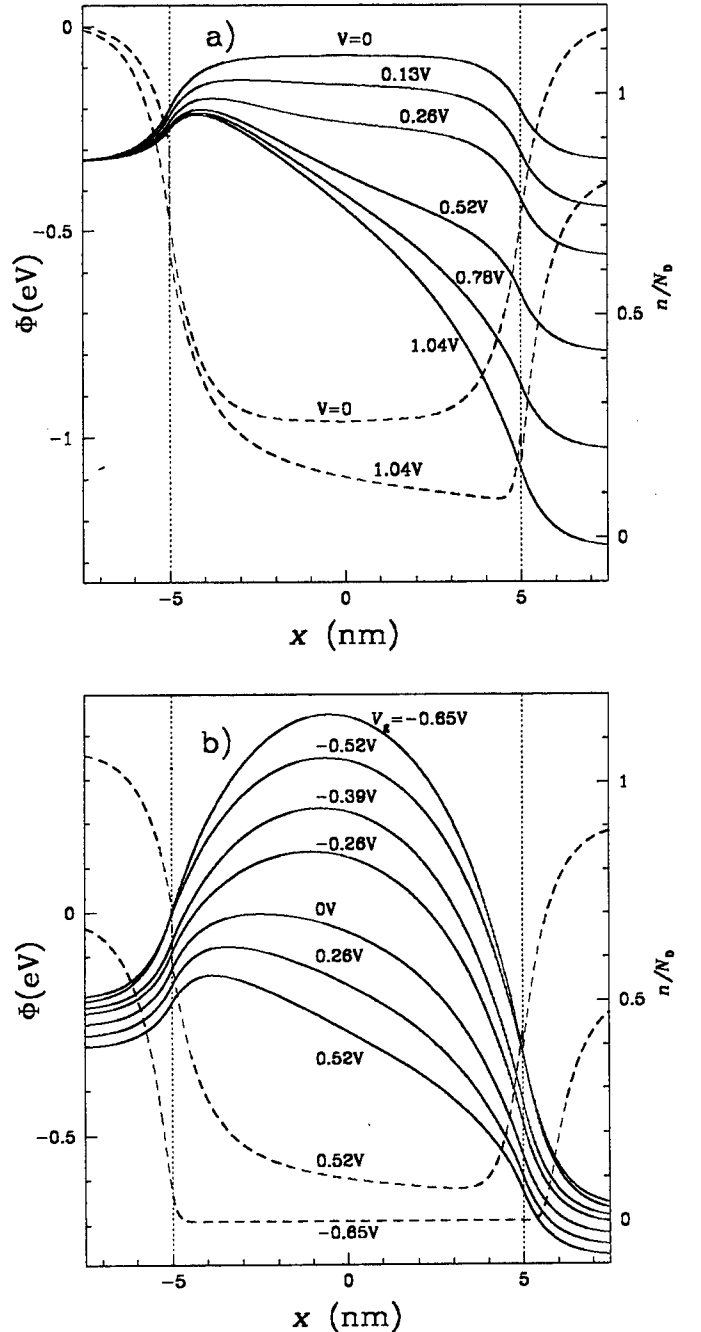 a)
V=0
0.13V
0.26V
0.52V
0.78V
1.04V
V=0
1.04V
0
-0.5
-1
Φ(eV)
1
0.5
0
n/N_D
-5
0
5
x (nm)
b)
V_g=-0.65V
-0.52V
-0.39V
-0.26V
0V
0.26V
0.52V
0.52V
-0.65V
0
-0.5
Φ(eV)
1
0.5
0
n/N_D
-5
0
5
x (nm)